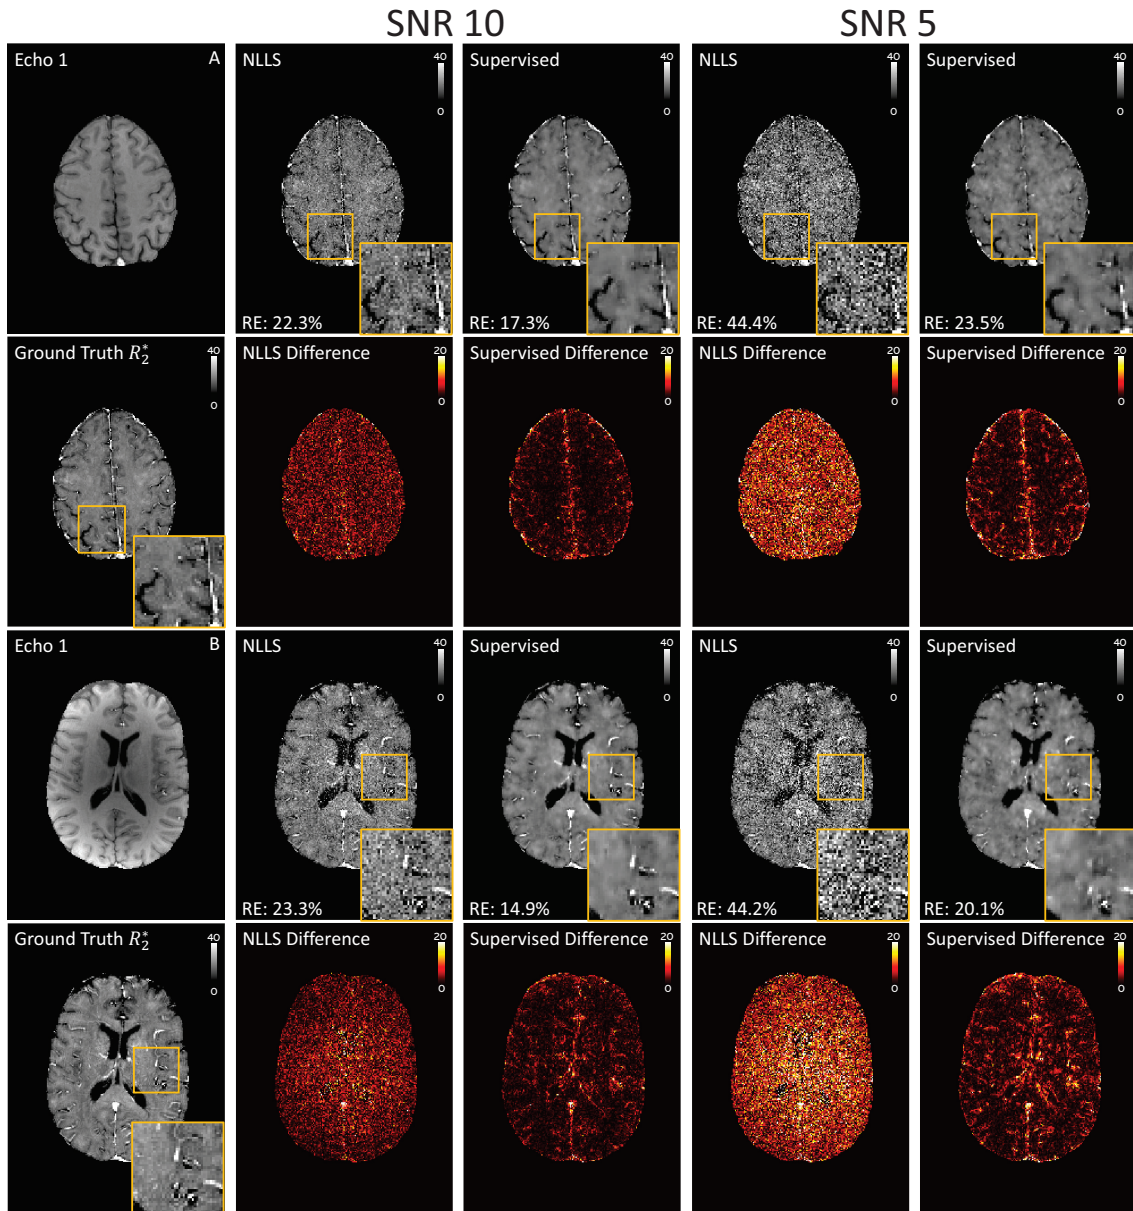 SNR 10 SNR 5
Echo 1 A NLLS 40 0 Supervised 40 0 NLLS 40 0 Supervised 40 0
RE: 22.3% RE: 17.3% RE: 44.4% RE: 23.5%
Ground Truth R₂* 40 0 NLLS Difference 20 0 Supervised Difference 20 0 NLLS Difference 20 0 Supervised Difference 20 0
Echo 1 B NLLS 40 0 Supervised 40 0 NLLS 40 0 Supervised 40 0
RE: 23.3% RE: 14.9% RE: 44.2% RE: 20.1%
Ground Truth R₂* 40 0 NLLS Difference 20 0 Supervised Difference 20 0 NLLS Difference 20 0 Supervised Difference 20 0